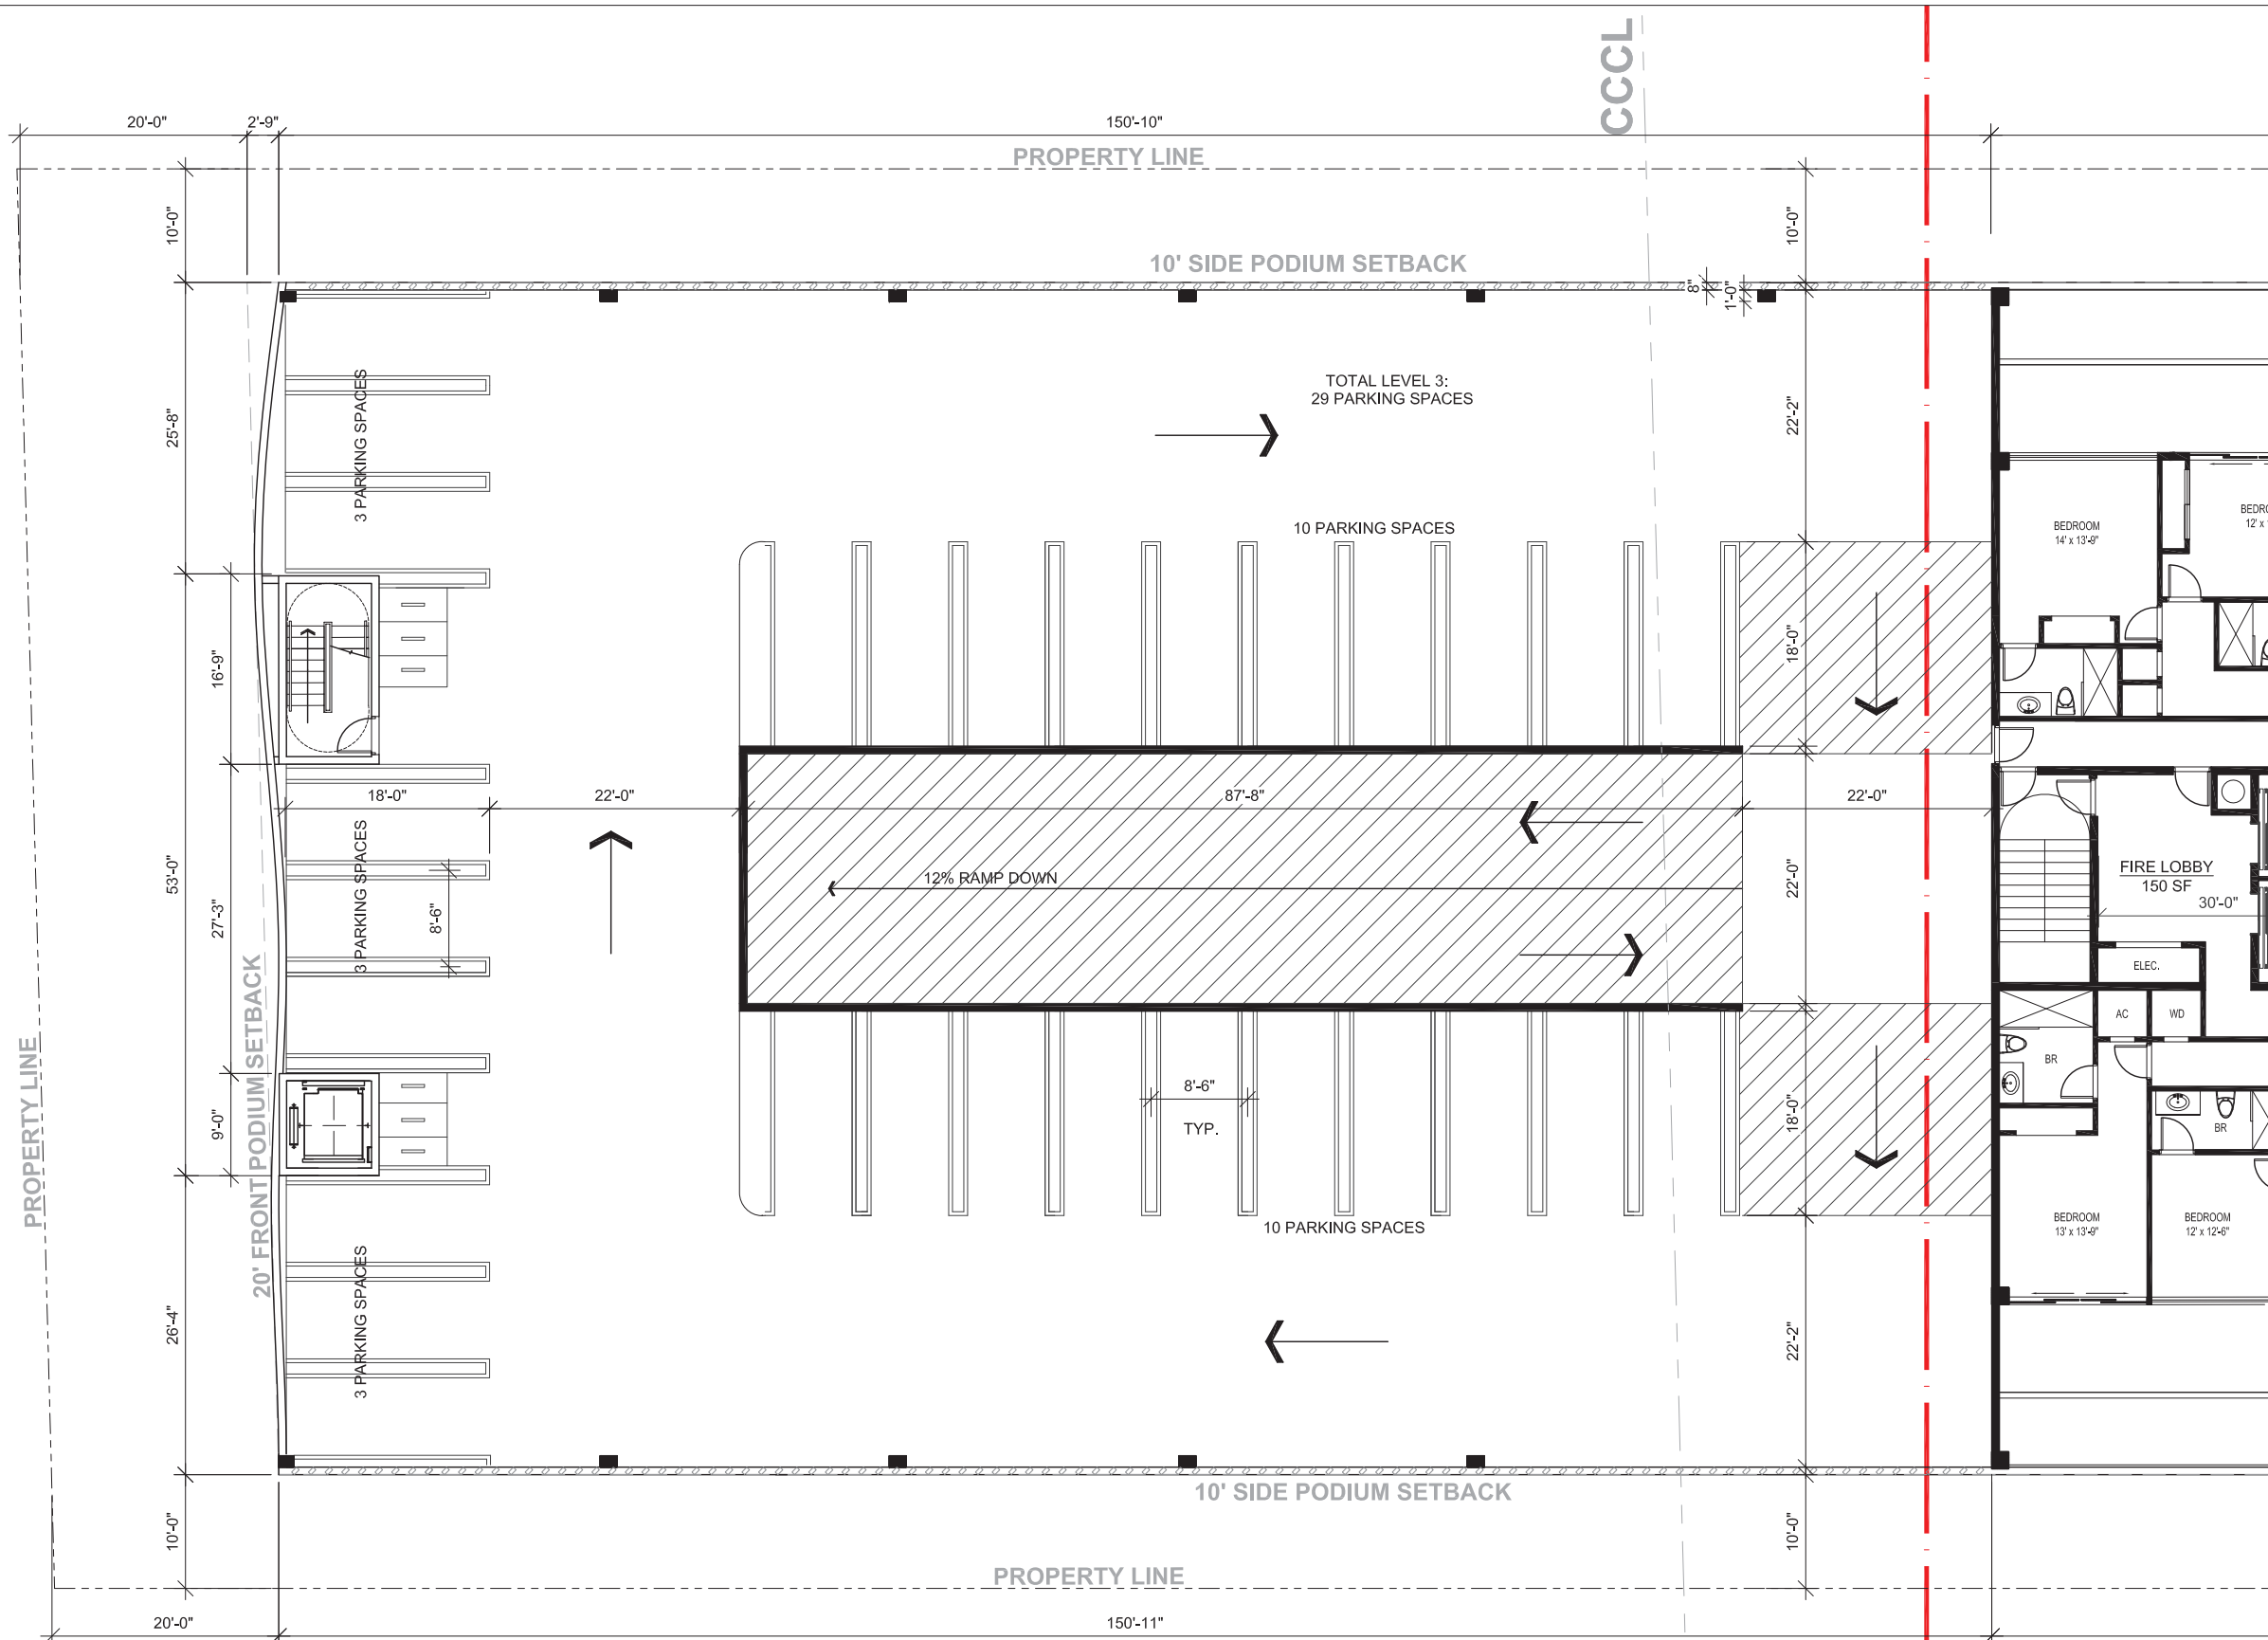 CCCL
20'-0"
2'-9"
150'-10"
PROPERTY LINE
10'-0"
10'-0"
10' SIDE PODIUM SETBACK
8"
1'-0"
TOTAL LEVEL 3:
29 PARKING SPACES
25'-8"
3 PARKING SPACES
22'-2"
10 PARKING SPACES
BEDROOM
14' x 13'-9"
12' x
16'-9"
18'-0"
18'-0"
22'-0"
87'-8"
22'-0"
53'-0"
27'-3"
3 PARKING SPACES
8'-6"
12% RAMP DOWN
22'-0"
FIRE LOBBY
150 SF
30'-0"
ELEC.
AC
WD
BR
BR
PROPERTY LINE
20' FRONT PODIUM SETBACK
9'-0"
8'-6"
TYP.
18'-0"
10 PARKING SPACES
BEDROOM
13' x 13'-9"
BEDROOM
12' x 12'-6"
26'-4"
3 PARKING SPACES
22'-2"
10' SIDE PODIUM SETBACK
10'-0"
10'-0"
PROPERTY LINE
20'-0"
150'-11"